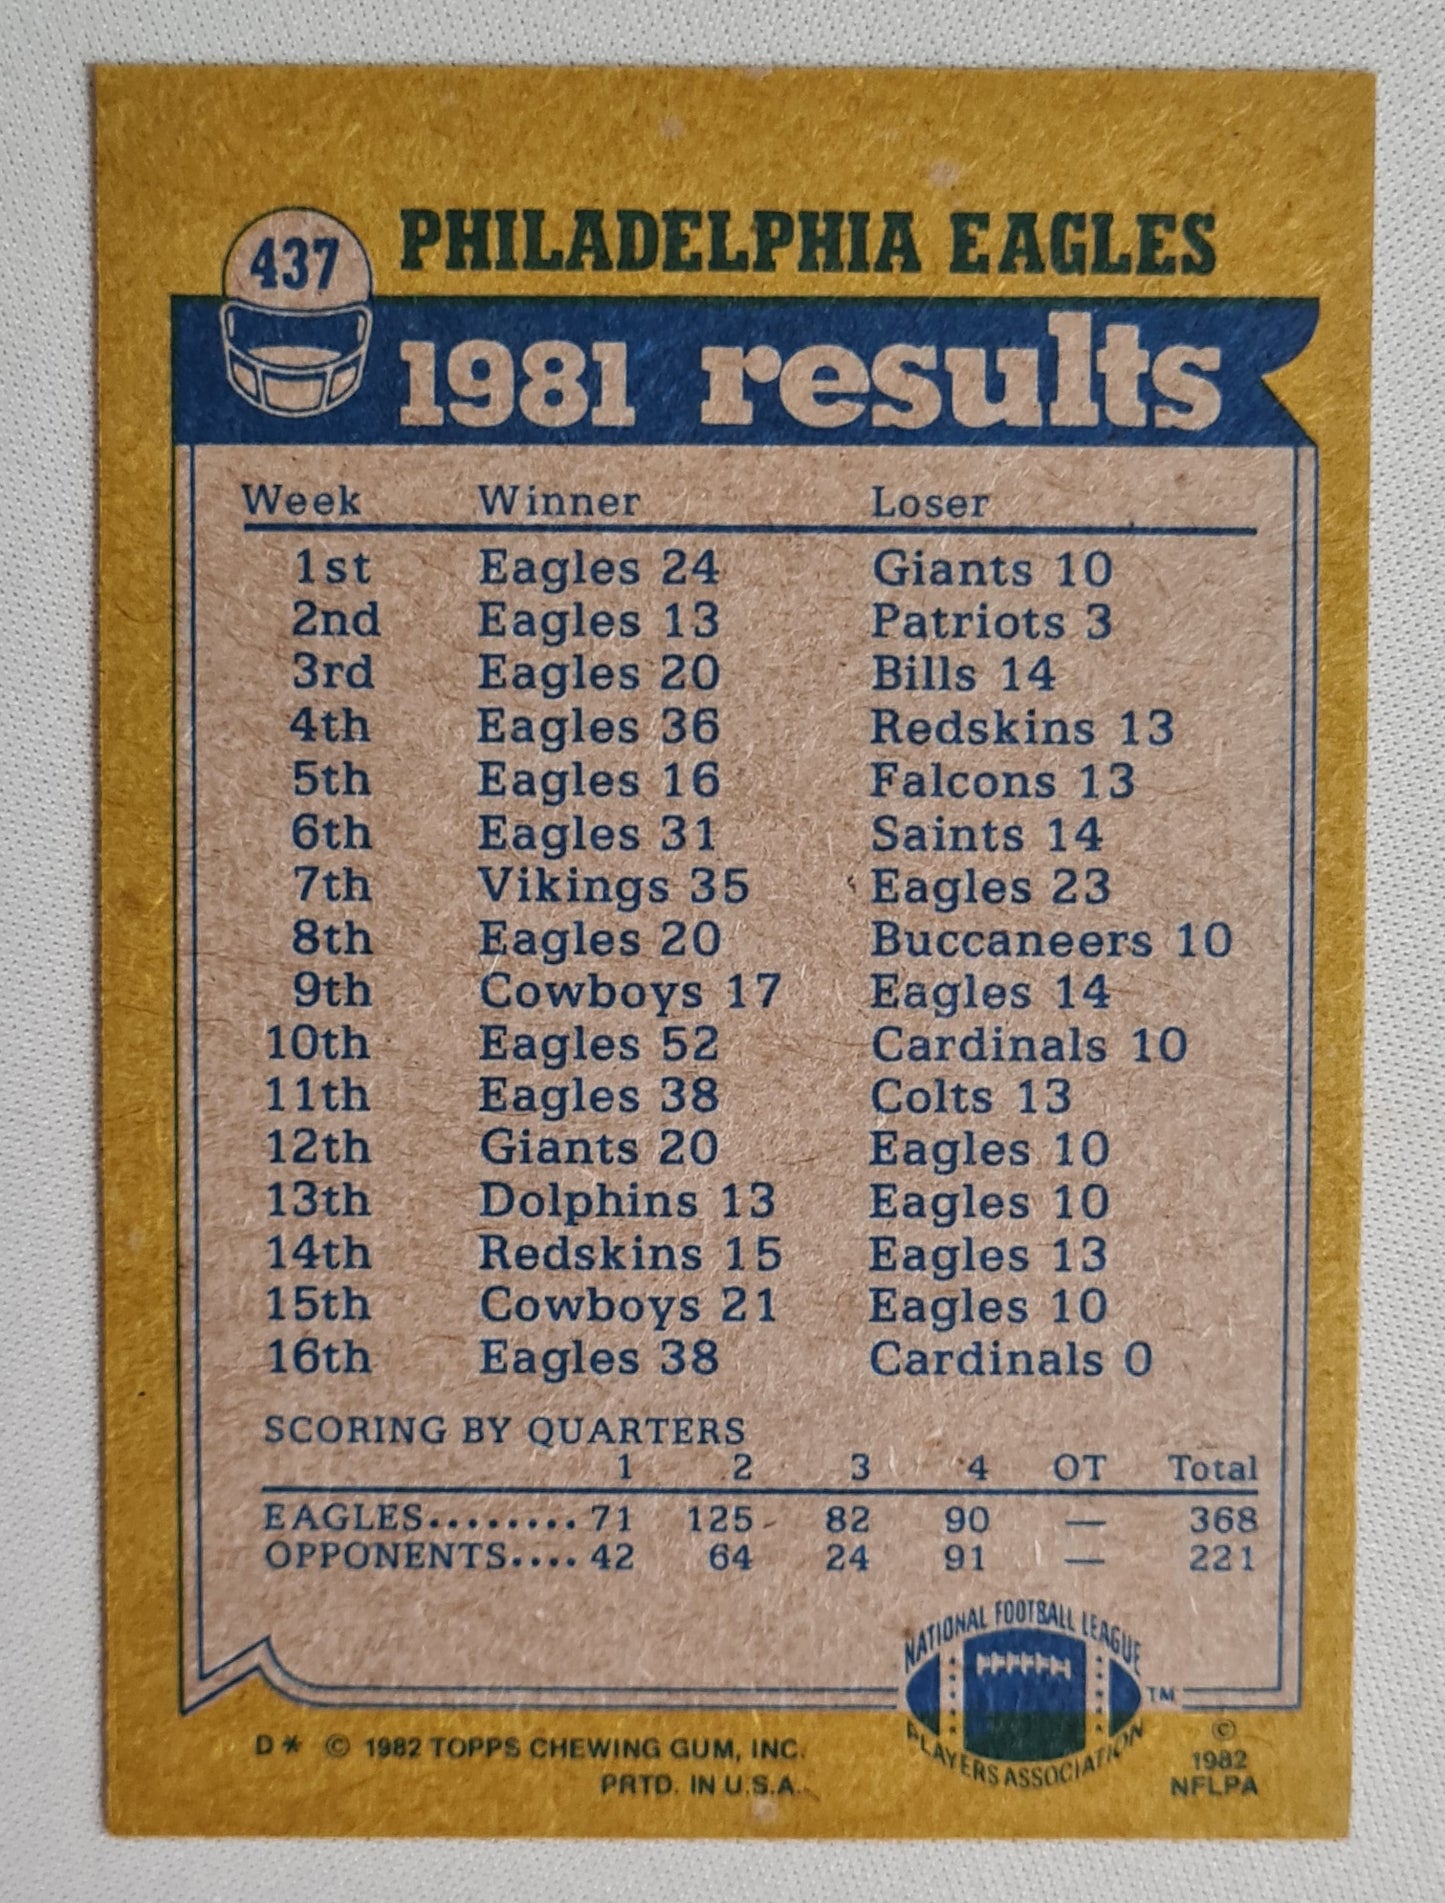 437
PHILADELPHIA EAGLES
1981 results
Week Winner Loser
1st Eagles 24 Giants 10
2nd Eagles 13 Patriots 3
3rd Eagles 20 Bills 14
4th Eagles 36 Redskins 13
5th Eagles 16 Falcons 13
6th Eagles 31 Saints 14
7th Vikings 35 Eagles 23
8th Eagles 20 Buccaneers 10
9th Cowboys 17 Eagles 14
10th Eagles 52 Cardinals 10
11th Eagles 38 Colts 13
12th Giants 20 Eagles 10
13th Dolphins 13 Eagles 10
14th Redskins 15 Eagles 13
15th Cowboys 21 Eagles 10
16th Eagles 38 Cardinals 0
SCORING BY QUARTERS
1 2 3 4 OT Total
EAGLES........ 71 125 82 90 — 368
OPPONENTS.... 42 64 24 91 — 221
NATIONAL FOOTBALL LEAGUE
PLAYERS ASSOCIATION
TM
D* © 1982 TOPPS CHEWING GUM, INC.
PRTD. IN U.S.A.
©
1982
NFLPA